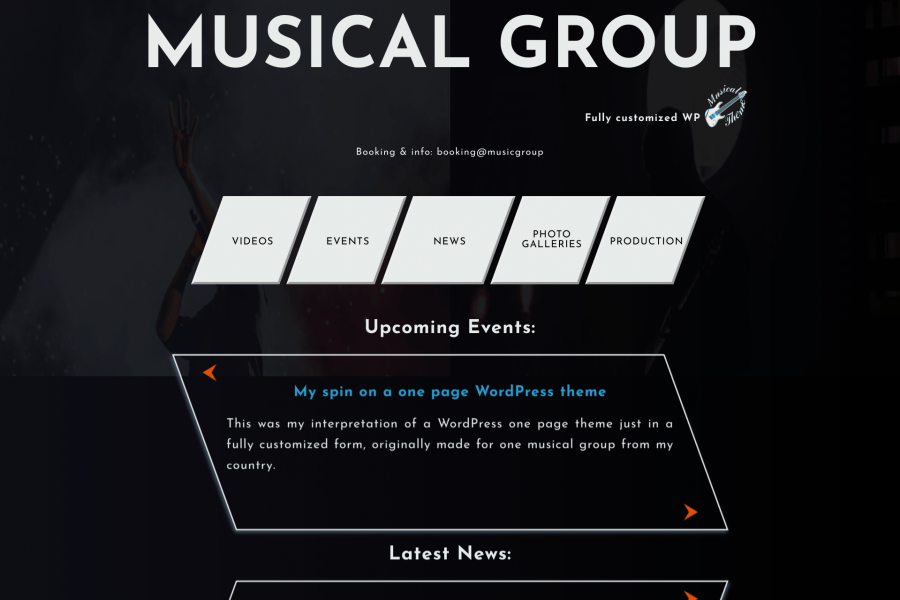 MUSICAL GROUP
Musical
Fully customized WP
Theme
Booking & info: booking@musicgroup
VIDEOS
EVENTS
NEWS
PHOTO
GALLERIES
PRODUCTION
Upcoming Events:
My spin on a one page WordPress theme
This was my interpretation of a WordPress one page theme just in a
fully customized form, originally made for one musical group from my
country.
Latest News: